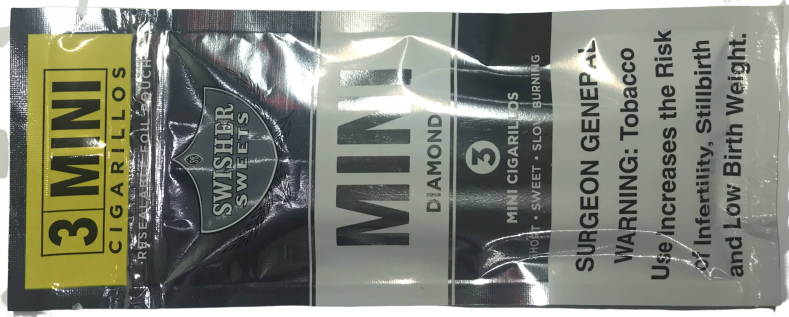 3 MINI
CIGARILLOS
RESEALABLE FOIL POUCH
SWISHER
SWEETS
MINI
DIAMOND
3
MINI CIGARILLOS
SHORT • SWEET • SLOW BURNING
SURGEON GENERAL
WARNING: Tobacco
Use Increases the Risk
of Infertility, Stillbirth
and Low Birth Weight.